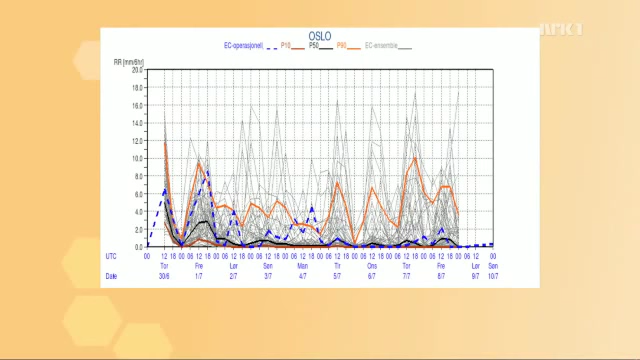 NRK1
OSLO
EC-operasjonell P10 P50 P90 EC-ensemble
RR [mm/6hr]
20.0
18.0
16.0
14.0
12.0
10.0
8.0
6.0
4.0
2.0
0.0
UTC 00 12 18 00 06 12 18 00 06 12 18 00 06 12 18 00 06 12 18 00 06 12 18 00 06 12 18 00 06 12 18 00 06 12 18 00 06 12 00
Tor Fre Lør Søn Man Tir Ons Tor Fre Lør Søn
Date 30/6 1/7 2/7 3/7 4/7 5/7 6/7 7/7 8/7 9/7 10/7